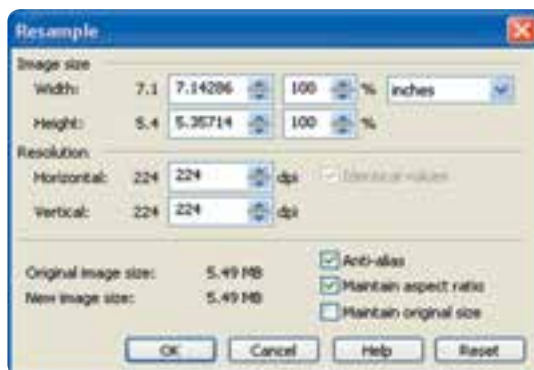 Resample
Image size
Width: 7.1 7.14286 100 % inches
Height: 5.4 5.35714 100 %
Resolution
Horizontal: 224 224 dpi Identical values
Vertical: 224 224 dpi
Original image size: 5.49 MB
New image size: 5.49 MB
Anti-alias
Maintain aspect ratio
Maintain original size
OK Cancel Help Reset